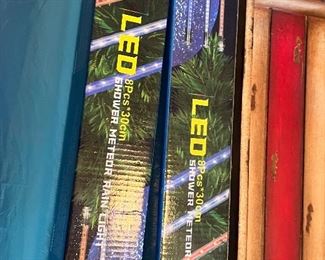 LED
8Pcs*30cm
SHOWER METEOR RAIN LIGHT
LED
8Pcs*30cm
SHOWER METEOR